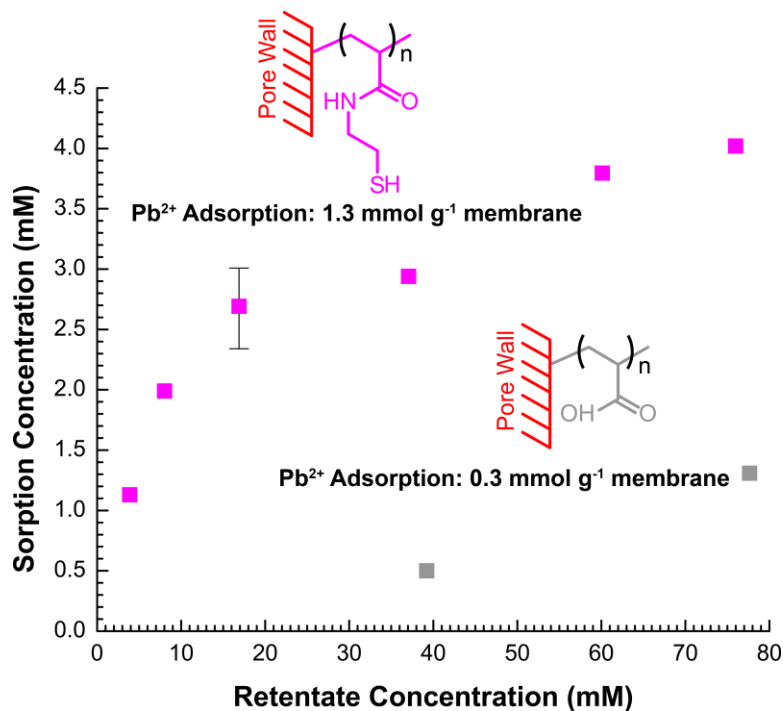 Pore Wall
( ) n
HN
O
SH
Pb²⁺ Adsorption: 1.3 mmol g⁻¹ membrane
Pore Wall
( ) n
OH
O
Pb²⁺ Adsorption: 0.3 mmol g⁻¹ membrane
Sorption Concentration (mM)
4.5
4.0
3.5
3.0
2.5
2.0
1.5
1.0
0.5
0.0
0 10 20 30 40 50 60 70 80
Retentate Concentration (mM)